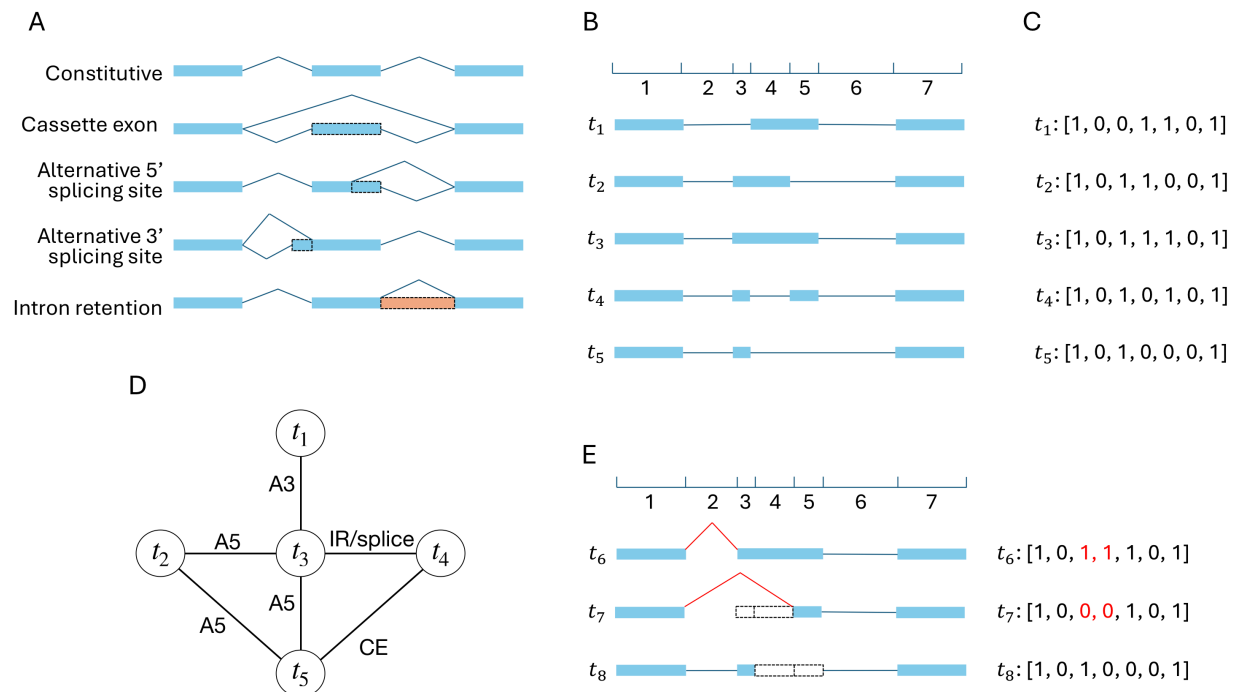 A
Constitutive
Cassette exon
Alternative 5’
splicing site
Alternative 3’
splicing site
Intron retention
B
1 2 3 4 5 6 7
t1
t2
t3
t4
t5
C
t1: [1, 0, 0, 1, 1, 0, 1]
t2: [1, 0, 1, 1, 0, 0, 1]
t3: [1, 0, 1, 1, 1, 0, 1]
t4: [1, 0, 1, 0, 1, 0, 1]
t5: [1, 0, 1, 0, 0, 0, 1]
D
t1
A3
t2 A5 t3 IR/splice t4
A5 A5 CE
t5
E
1 2 3 4 5 6 7
t6 t6: [1, 0, 1, 1, 1, 0, 1]
t7 t7: [1, 0, 0, 0, 1, 0, 1]
t8 t8: [1, 0, 1, 0, 0, 0, 1]